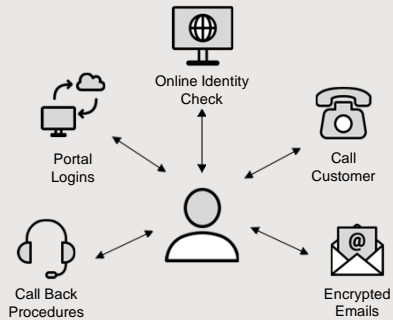 Online Identity
Check
Portal
Logins
Call
Customer
@
Call Back
Procedures
Encrypted
Emails